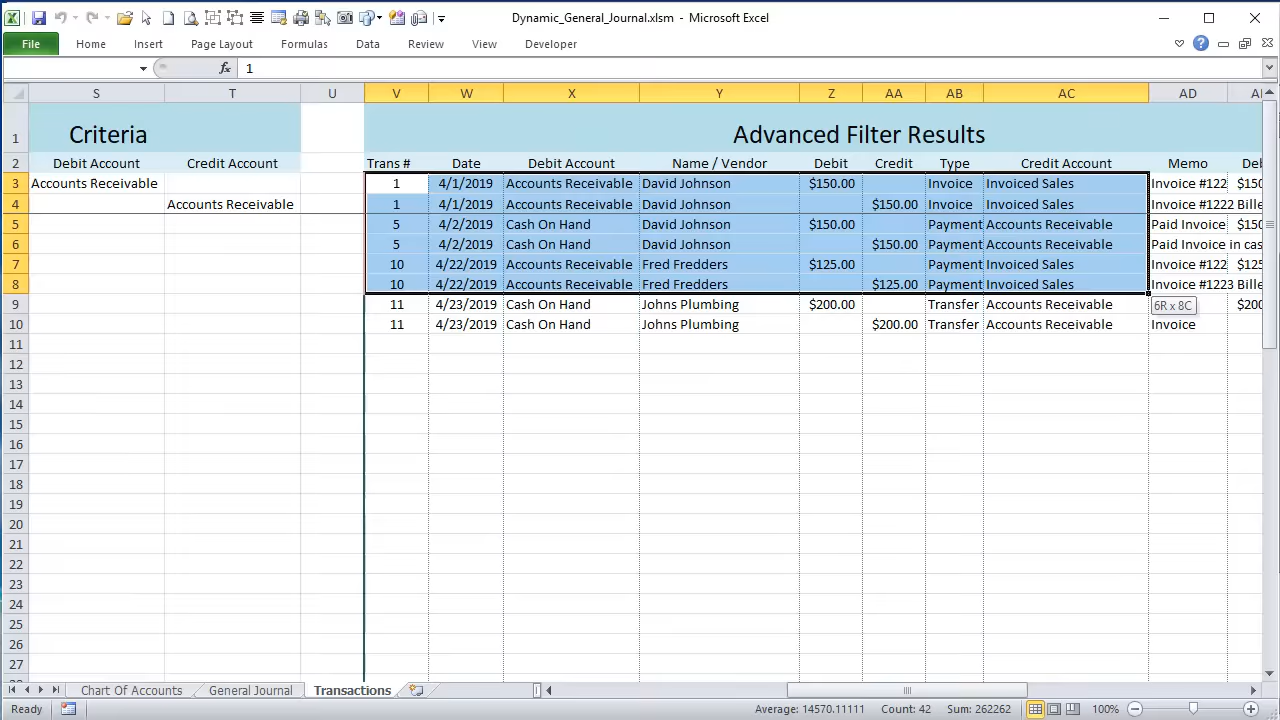 Dynamic_General_Journal.xlsm - Microsoft Excel
File Home Insert Page Layout Formulas Data Review View Developer
fx 1
S T U V W X Y Z AA AB AC AD
1 Criteria Advanced Filter Results
2 Debit Account Credit Account Trans # Date Debit Account Name / Vendor Debit Credit Type Credit Account Memo
3 Accounts Receivable 1 4/1/2019 Accounts Receivable David Johnson $150.00 Invoice Invoiced Sales Invoice #122
4 Accounts Receivable 1 4/1/2019 Accounts Receivable David Johnson $150.00 Invoice Invoiced Sales Invoice #1222 Bille
5 5 4/2/2019 Cash On Hand David Johnson $150.00 Payment Accounts Receivable Paid Invoice
6 5 4/2/2019 Cash On Hand David Johnson $150.00 Payment Accounts Receivable Paid Invoice in cas
7 10 4/22/2019 Accounts Receivable Fred Fredders $125.00 Payment Invoiced Sales Invoice #122
8 10 4/22/2019 Accounts Receivable Fred Fredders $125.00 Payment Invoiced Sales Invoice #1223 Bille
9 11 4/23/2019 Cash On Hand Johns Plumbing $200.00 Transfer Accounts Receivable 6R x 8C
10 11 4/23/2019 Cash On Hand Johns Plumbing $200.00 Transfer Accounts Receivable Invoice
11
12
13
14
15
16
17
18
19
20
21
22
23
24
25
26
27
Chart Of Accounts General Journal Transactions
Ready Average: 14570.11111 Count: 42 Sum: 262262 100%